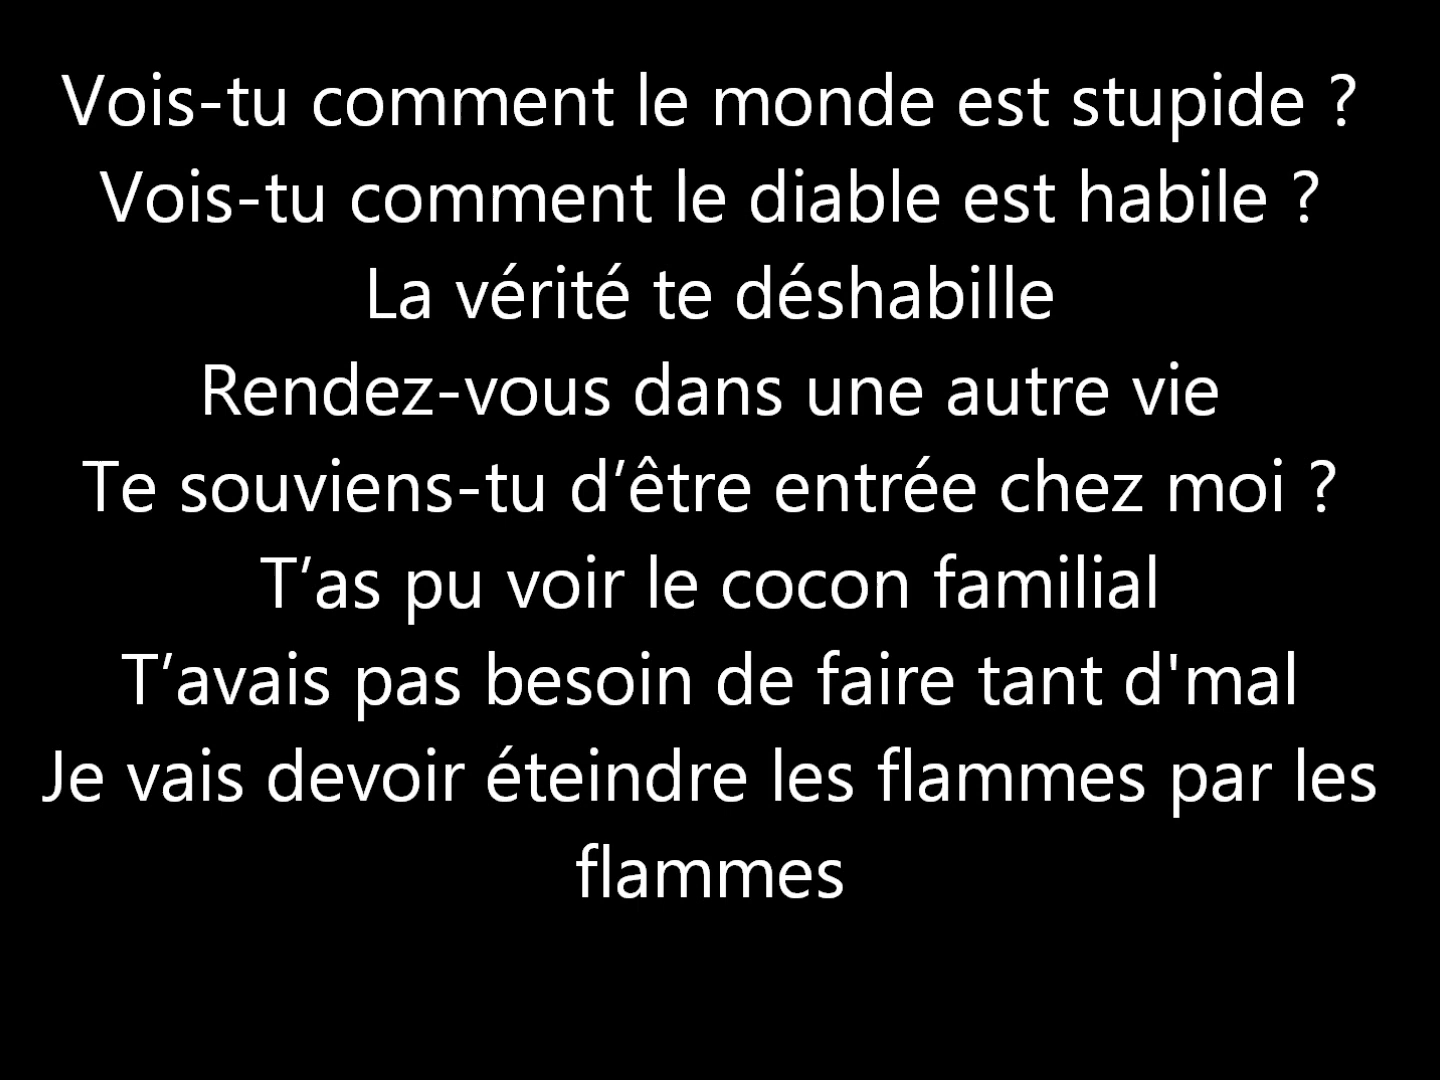 Vois-tu comment le monde est stupide ?
Vois-tu comment le diable est habile ?
La vérité te déshabille
Rendez-vous dans une autre vie
Te souviens-tu d’être entrée chez moi ?
T’as pu voir le cocon familial
T’avais pas besoin de faire tant d'mal
Je vais devoir éteindre les flammes par les
flammes